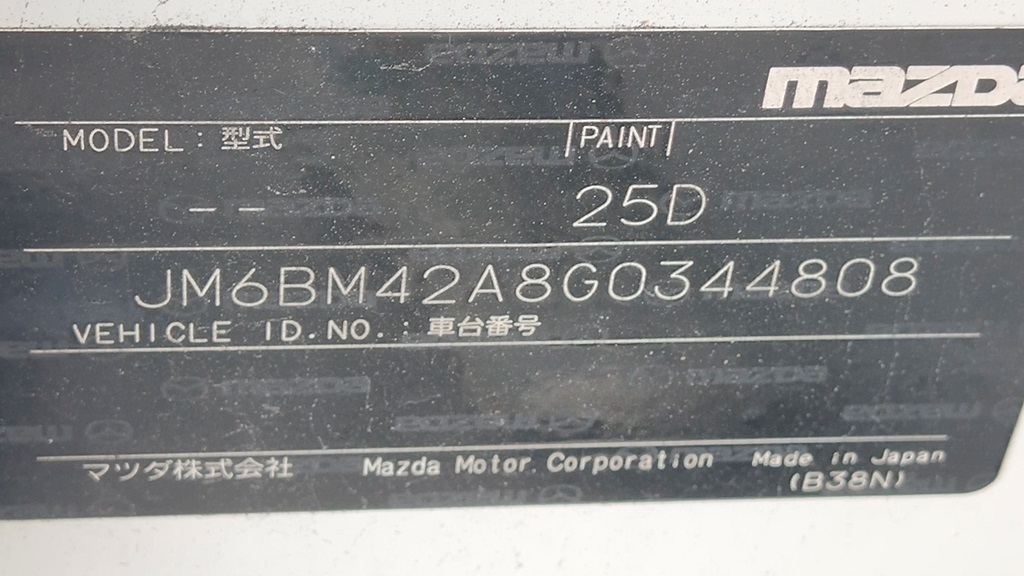 mazda
MODEL : 型式
PAINT
— —
25D
JM6BM42A8G0344808
VEHICLE ID.NO. : 車台番号
マツダ株式会社 Mazda Motor Corporation Made in Japan
(B38N)